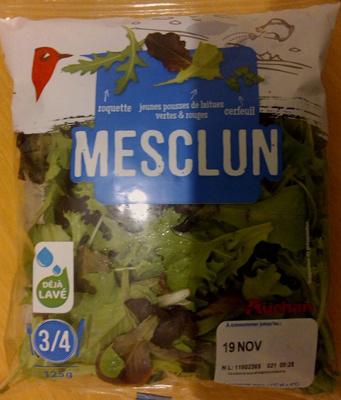 roquette
jeunes pousses de laitues
vertes & rouges
cerfeuil
MESCLUN
DÉJÀ
LAVÉ
3/4
125g
Auchan
A consommer jusqu'au:
19 NOV